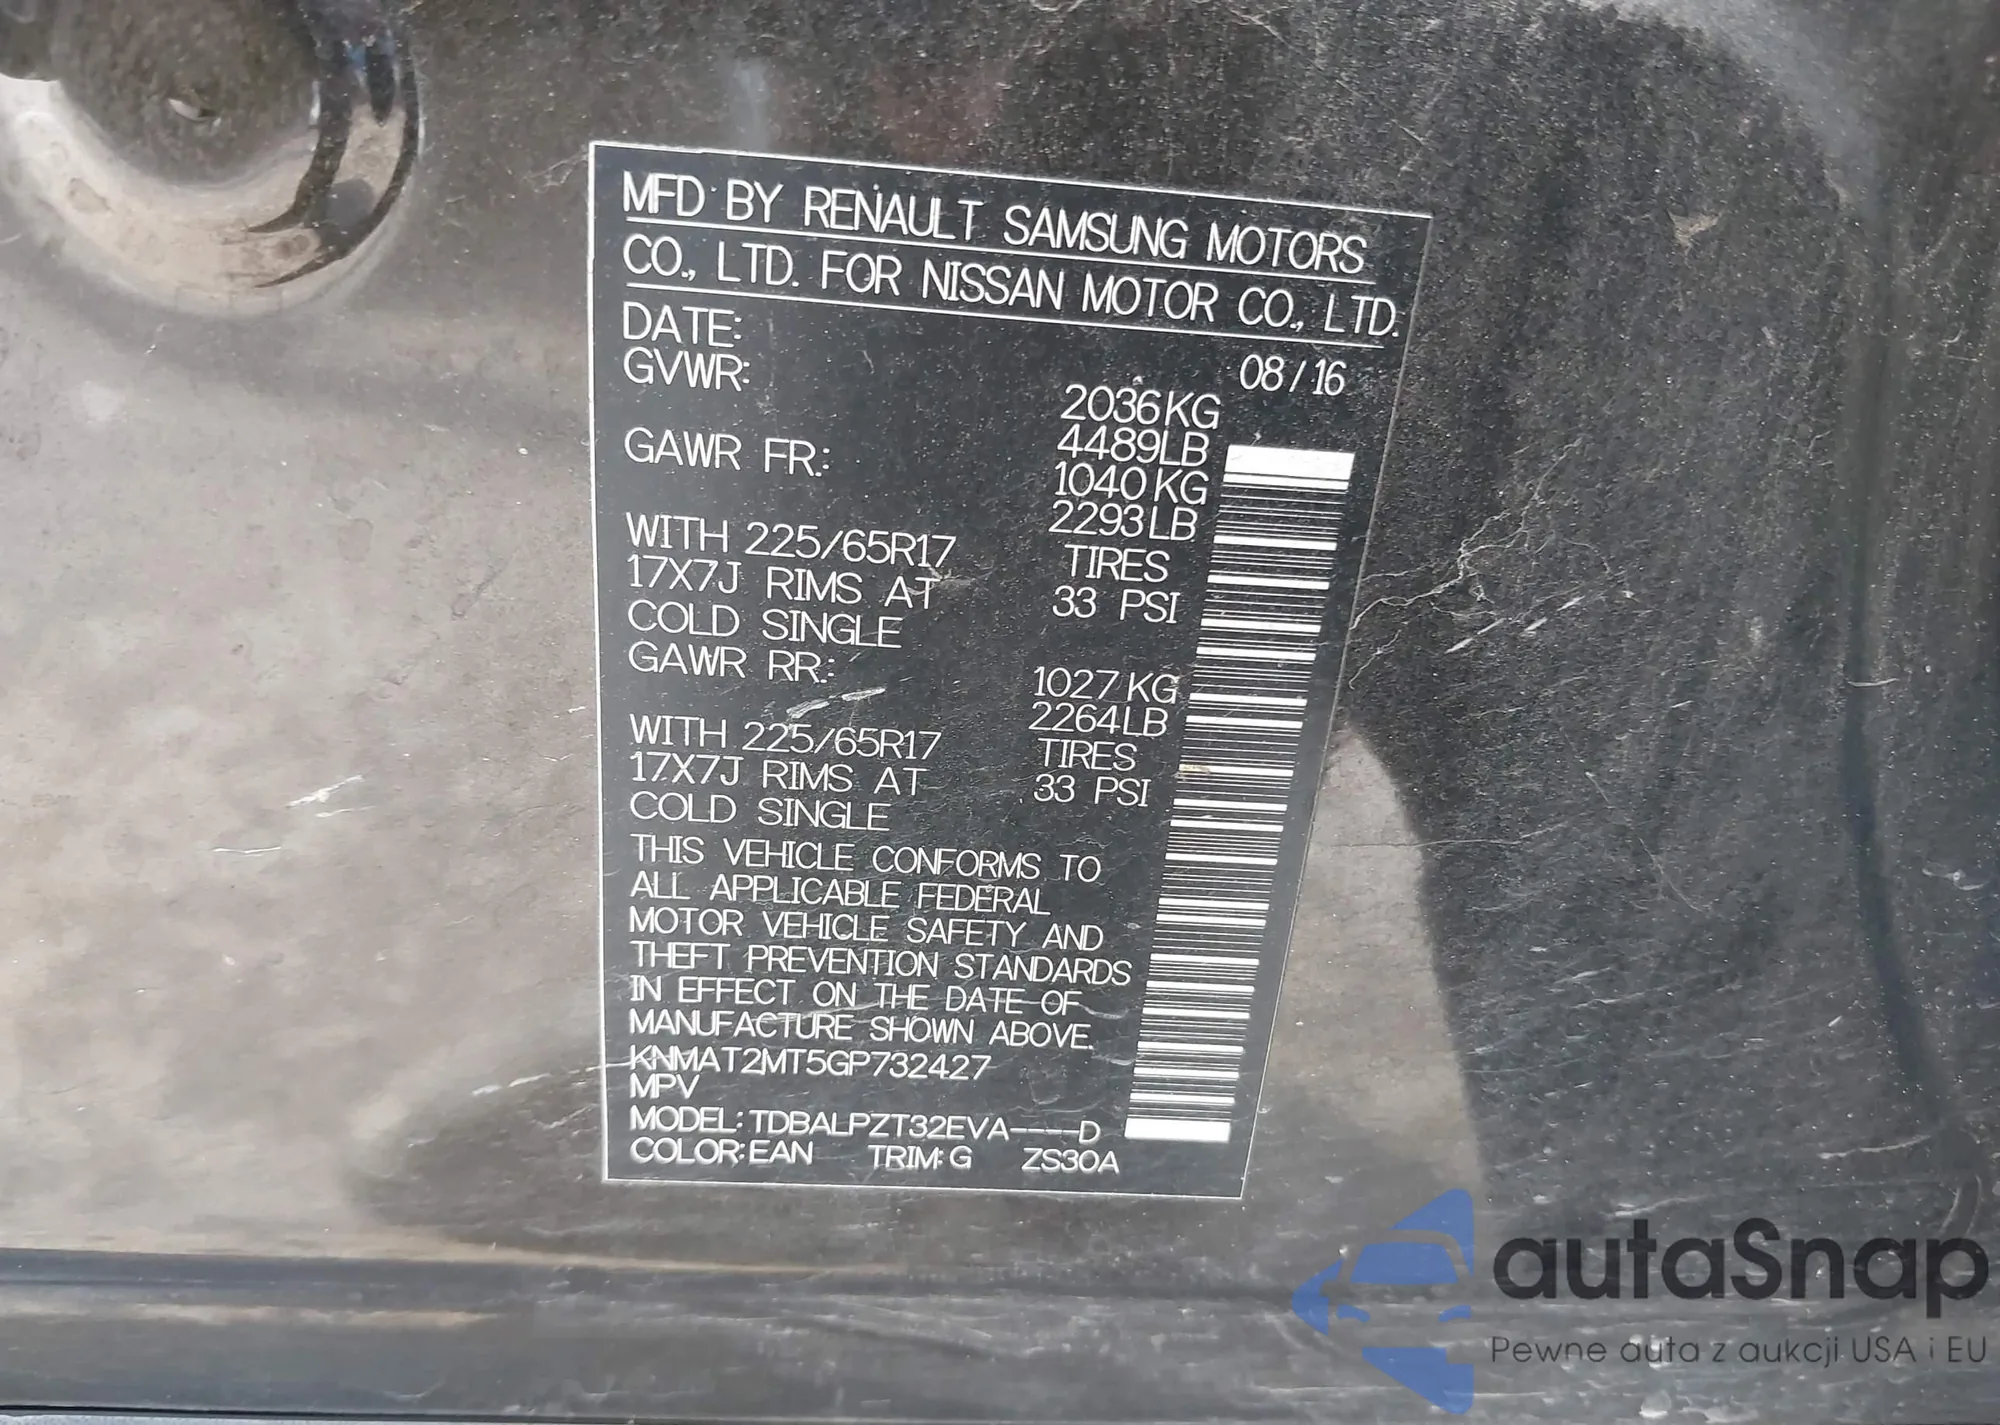 MFD BY RENAULT SAMSUNG MOTORS
CO., LTD. FOR NISSAN MOTOR CO., LTD.
DATE: 08/16
GVWR: 2036KG
4489LB
GAWR FR.: 1040KG
2293LB
WITH 225/65R17 TIRES
17X7J RIMS AT 33 PSI
COLD SINGLE
GAWR RR.: 1027KG
2264LB
WITH 225/65R17 TIRES
17X7J RIMS AT 33 PSI
COLD SINGLE
THIS VEHICLE CONFORMS TO
ALL APPLICABLE FEDERAL
MOTOR VEHICLE SAFETY AND
THEFT PREVENTION STANDARDS
IN EFFECT ON THE DATE OF
MANUFACTURE SHOWN ABOVE.
KNMAT2MT5GP732427
MPV
MODEL: TDBALPZT32EVA----D
COLOR: EAN TRIM: G ZS30A
autaSnap
Pewne auta z aukcji USA i EU